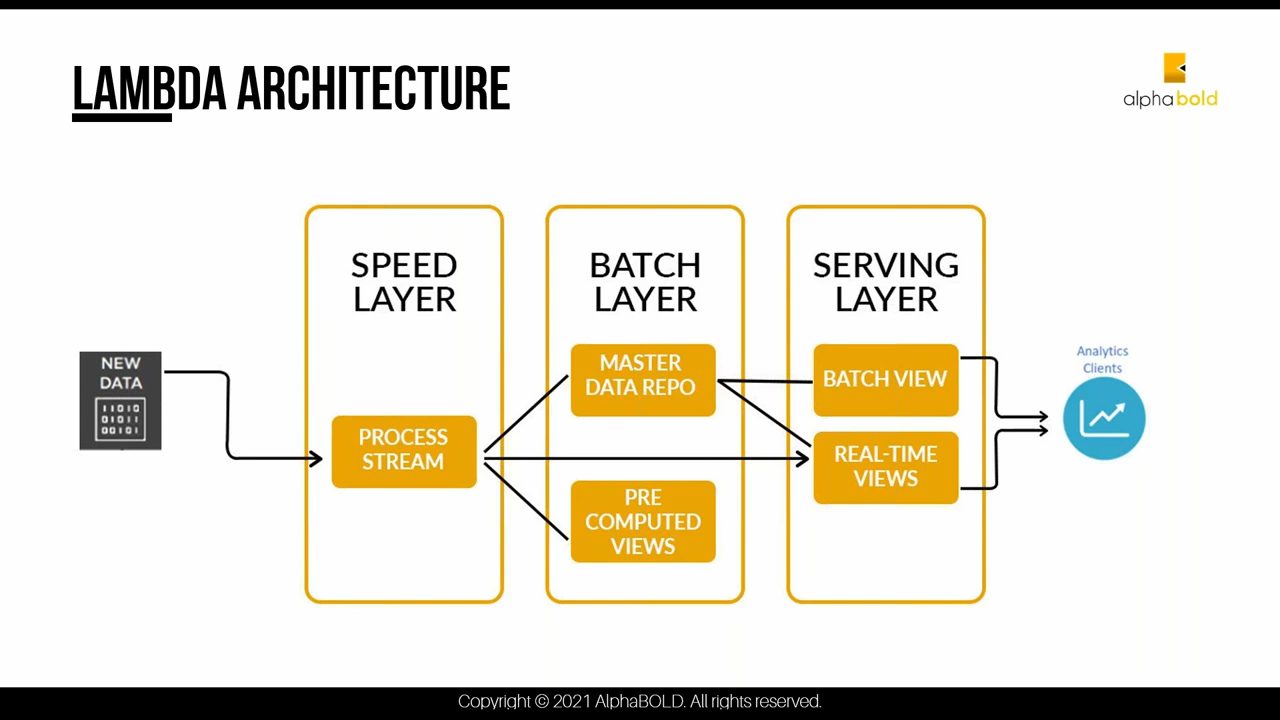 LAMBDA ARCHITECTURE
alphabold
SPEED
LAYER
BATCH
LAYER
SERVING
LAYER
NEW
DATA
11010
01011
00101
PROCESS
STREAM
MASTER
DATA REPO
PRE
COMPUTED
VIEWS
BATCH VIEW
REAL-TIME
VIEWS
Analytics
Clients
Copyright © 2021 AlphaBOLD. All rights reserved.